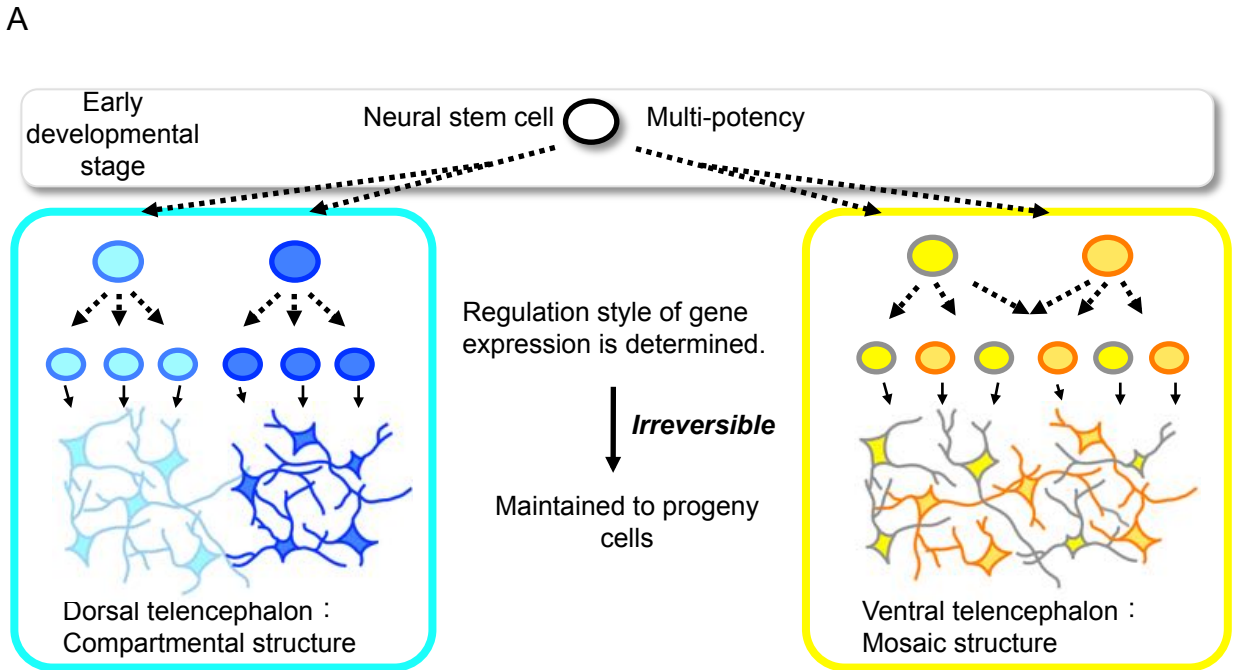 A
Early
developmental
stage
Neural stem cell
Multi-potency
Regulation style of gene
expression is determined.
Irreversible
Maintained to progeny
cells
Dorsal telencephalon：
Compartmental structure
Ventral telencephalon：
Mosaic structure